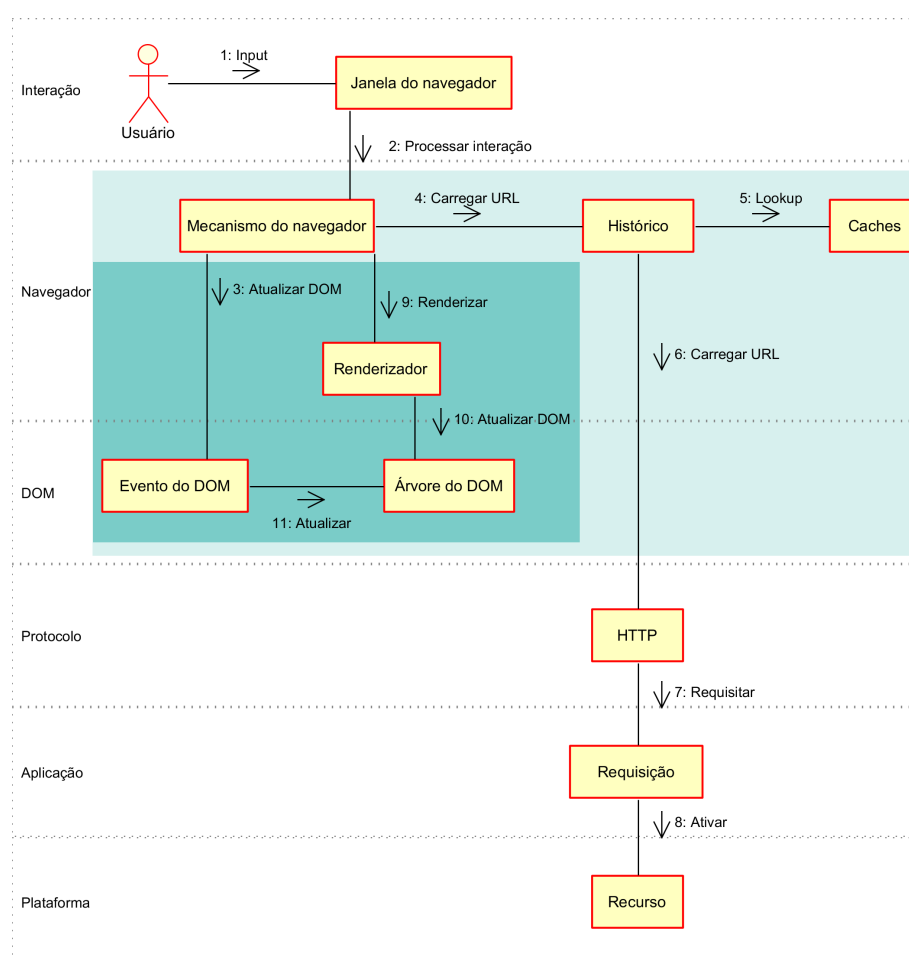 1: Input
Janela do navegador
Interação
Usuário
2: Processar interação
4: Carregar URL
5: Lookup
Mecanismo do navegador
Histórico
Caches
Navegador
3: Atualizar DOM
9: Renderizar
6: Carregar URL
Renderizador
10: Atualizar DOM
DOM
Evento do DOM
Árvore do DOM
11: Atualizar
Protocolo
HTTP
7: Requisitar
Aplicação
Requisição
8: Ativar
Plataforma
Recurso